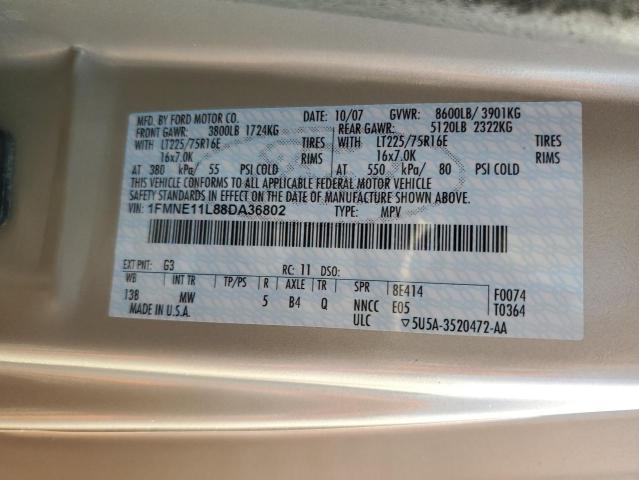 MFD. BY FORD MOTOR CO. DATE: 10/07 GVWR: 8600LB/ 3901KG
FRONT GAWR: 3800LB 1724KG REAR GAWR: 5120LB 2322KG
WITH LT225/75R16E TIRES WITH LT225/75R16E TIRES
16x7.0K RIMS 16x7.0K RIMS
AT 380 kPa/ 55 PSI COLD AT 550 kPa/ 80 PSI COLD
THIS VEHICLE CONFORMS TO ALL APPLICABLE FEDERAL MOTOR VEHICLE
SAFETY STANDARDS IN EFFECT ON THE DATE OF MANUFACTURE SHOWN ABOVE.
VIN: 1FMNE11L88DA36802 TYPE: MPV
EXT PNT: G3 RC: 11 DSO:
WB INT TR TP/PS R AXLE TR SPR 8E414 F0074
138 MW 5 B4 Q NNCC E05 T0364
MADE IN U.S.A. ULC ▽5U5A-3520472-AA